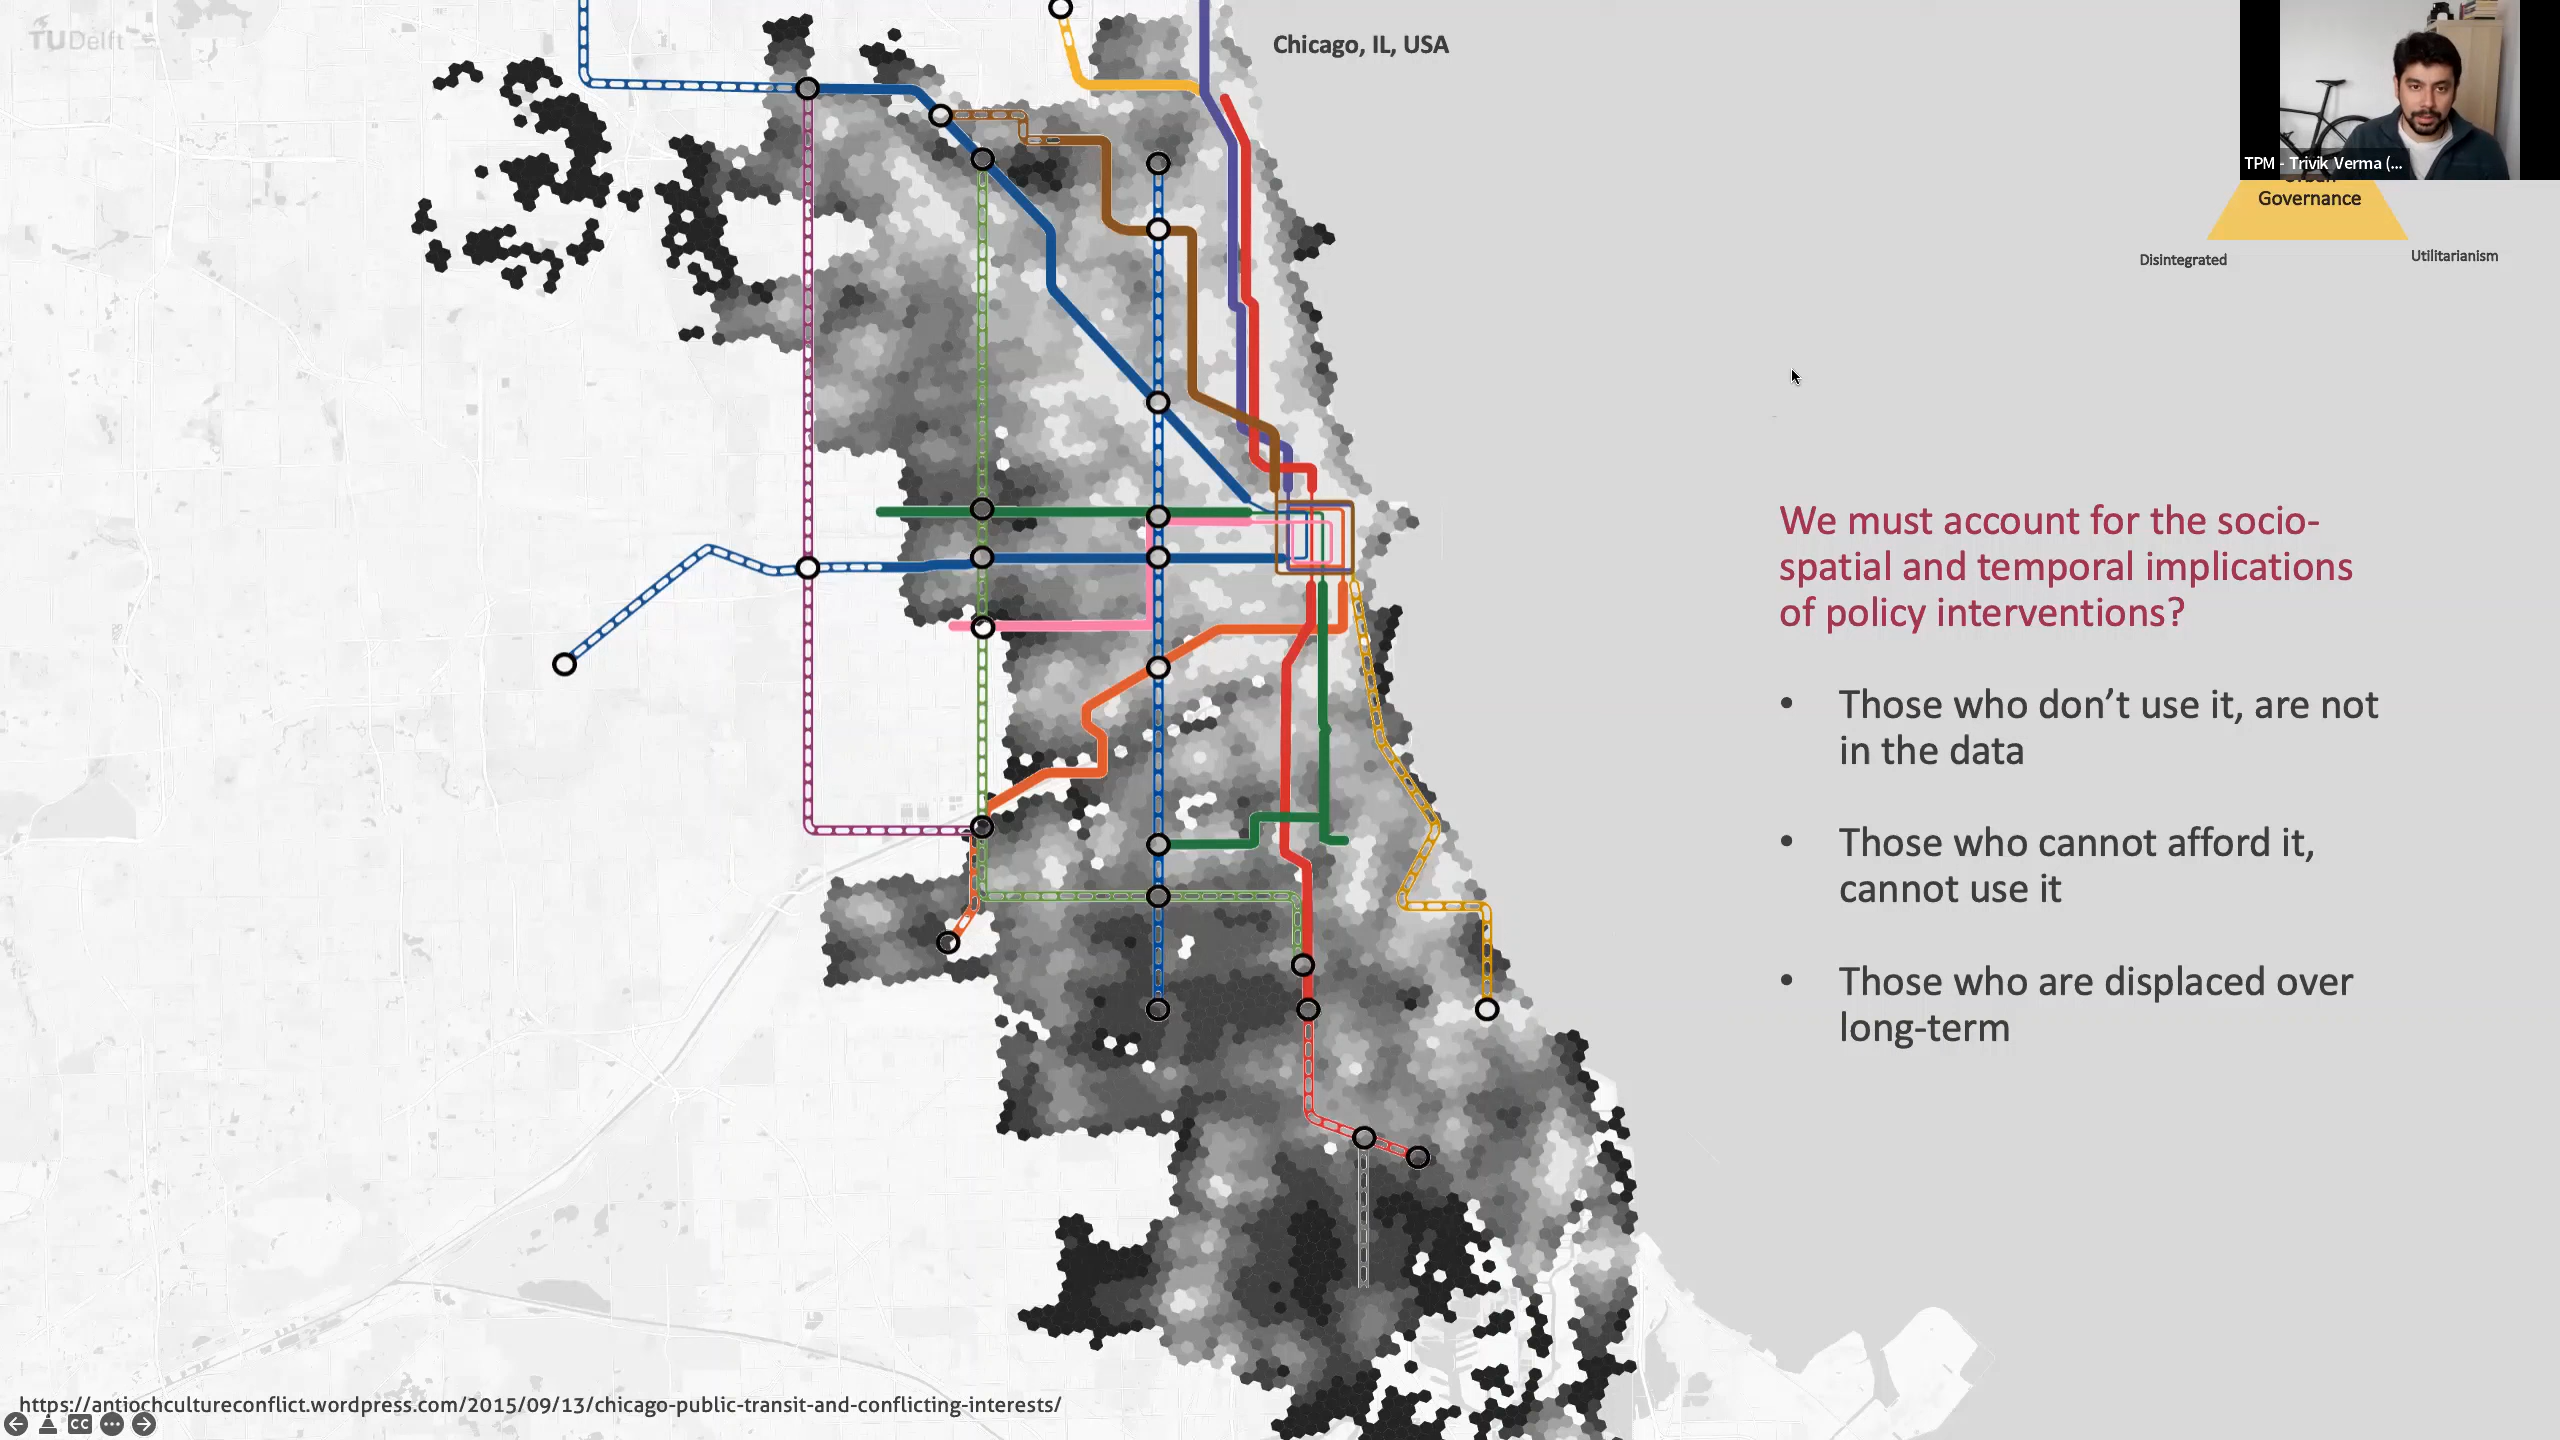 TUDelft
Chicago, IL, USA
TPM - Trivik Verma (...
Governance
Disintegrated
Utilitarianism
We must account for the socio-
spatial and temporal implications
of policy interventions?
• Those who don’t use it, are not
in the data
• Those who cannot afford it,
cannot use it
• Those who are displaced over
long-term
https://antiochcultureconflict.wordpress.com/2015/09/13/chicago-public-transit-and-conflicting-interests/
CC